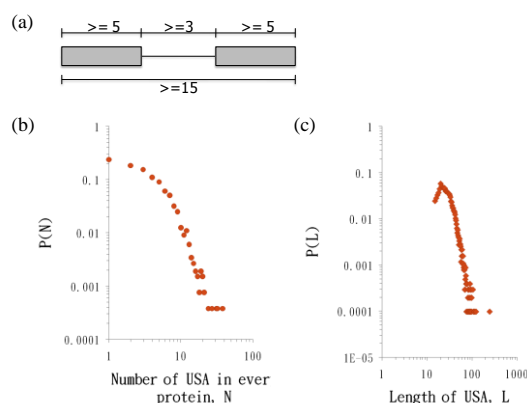 (a)
>= 5 >=3 >= 5
>=15
(b)
1
0.1
0.01
0.001
0.0001
P(N)
1 10 100
Number of USA in ever
protein, N
(c)
1
0.1
0.01
0.001
0.0001
1E-05
P(L)
1 10 100 1000
Length of USA, L